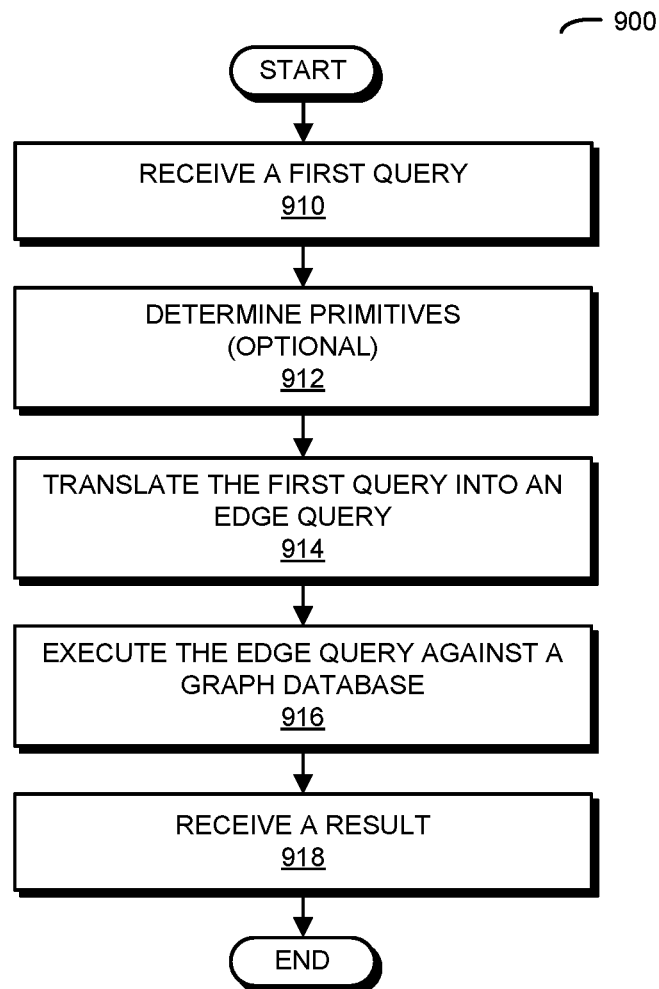 900
START
RECEIVE A FIRST QUERY
910
DETERMINE PRIMITIVES
(OPTIONAL)
912
TRANSLATE THE FIRST QUERY INTO AN
EDGE QUERY
914
EXECUTE THE EDGE QUERY AGAINST A
GRAPH DATABASE
916
RECEIVE A RESULT
918
END